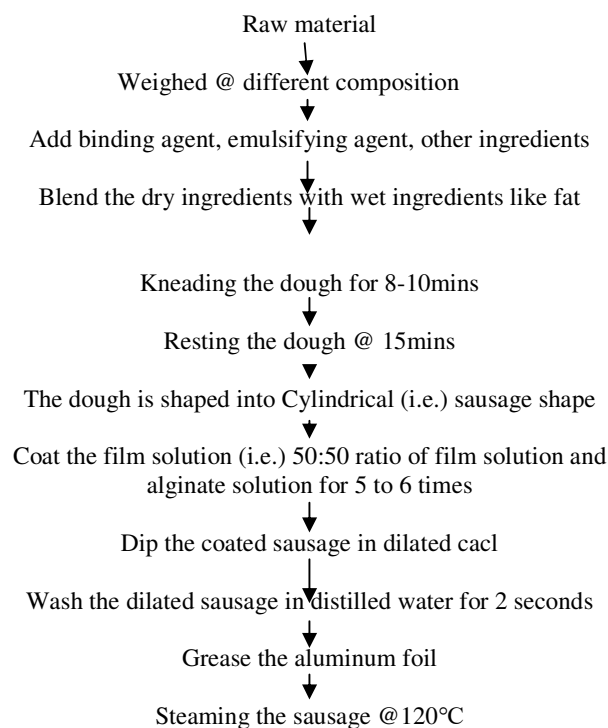 Raw material
Weighed @ different composition
Add binding agent, emulsifying agent, other ingredients
Blend the dry ingredients with wet ingredients like fat
Kneading the dough for 8-10mins
Resting the dough @ 15mins
The dough is shaped into Cylindrical (i.e.) sausage shape
Coat the film solution (i.e.) 50:50 ratio of film solution and
alginate solution for 5 to 6 times
Dip the coated sausage in dilated cacl
Wash the dilated sausage in distilled water for 2 seconds
Grease the aluminum foil
Steaming the sausage @120°C